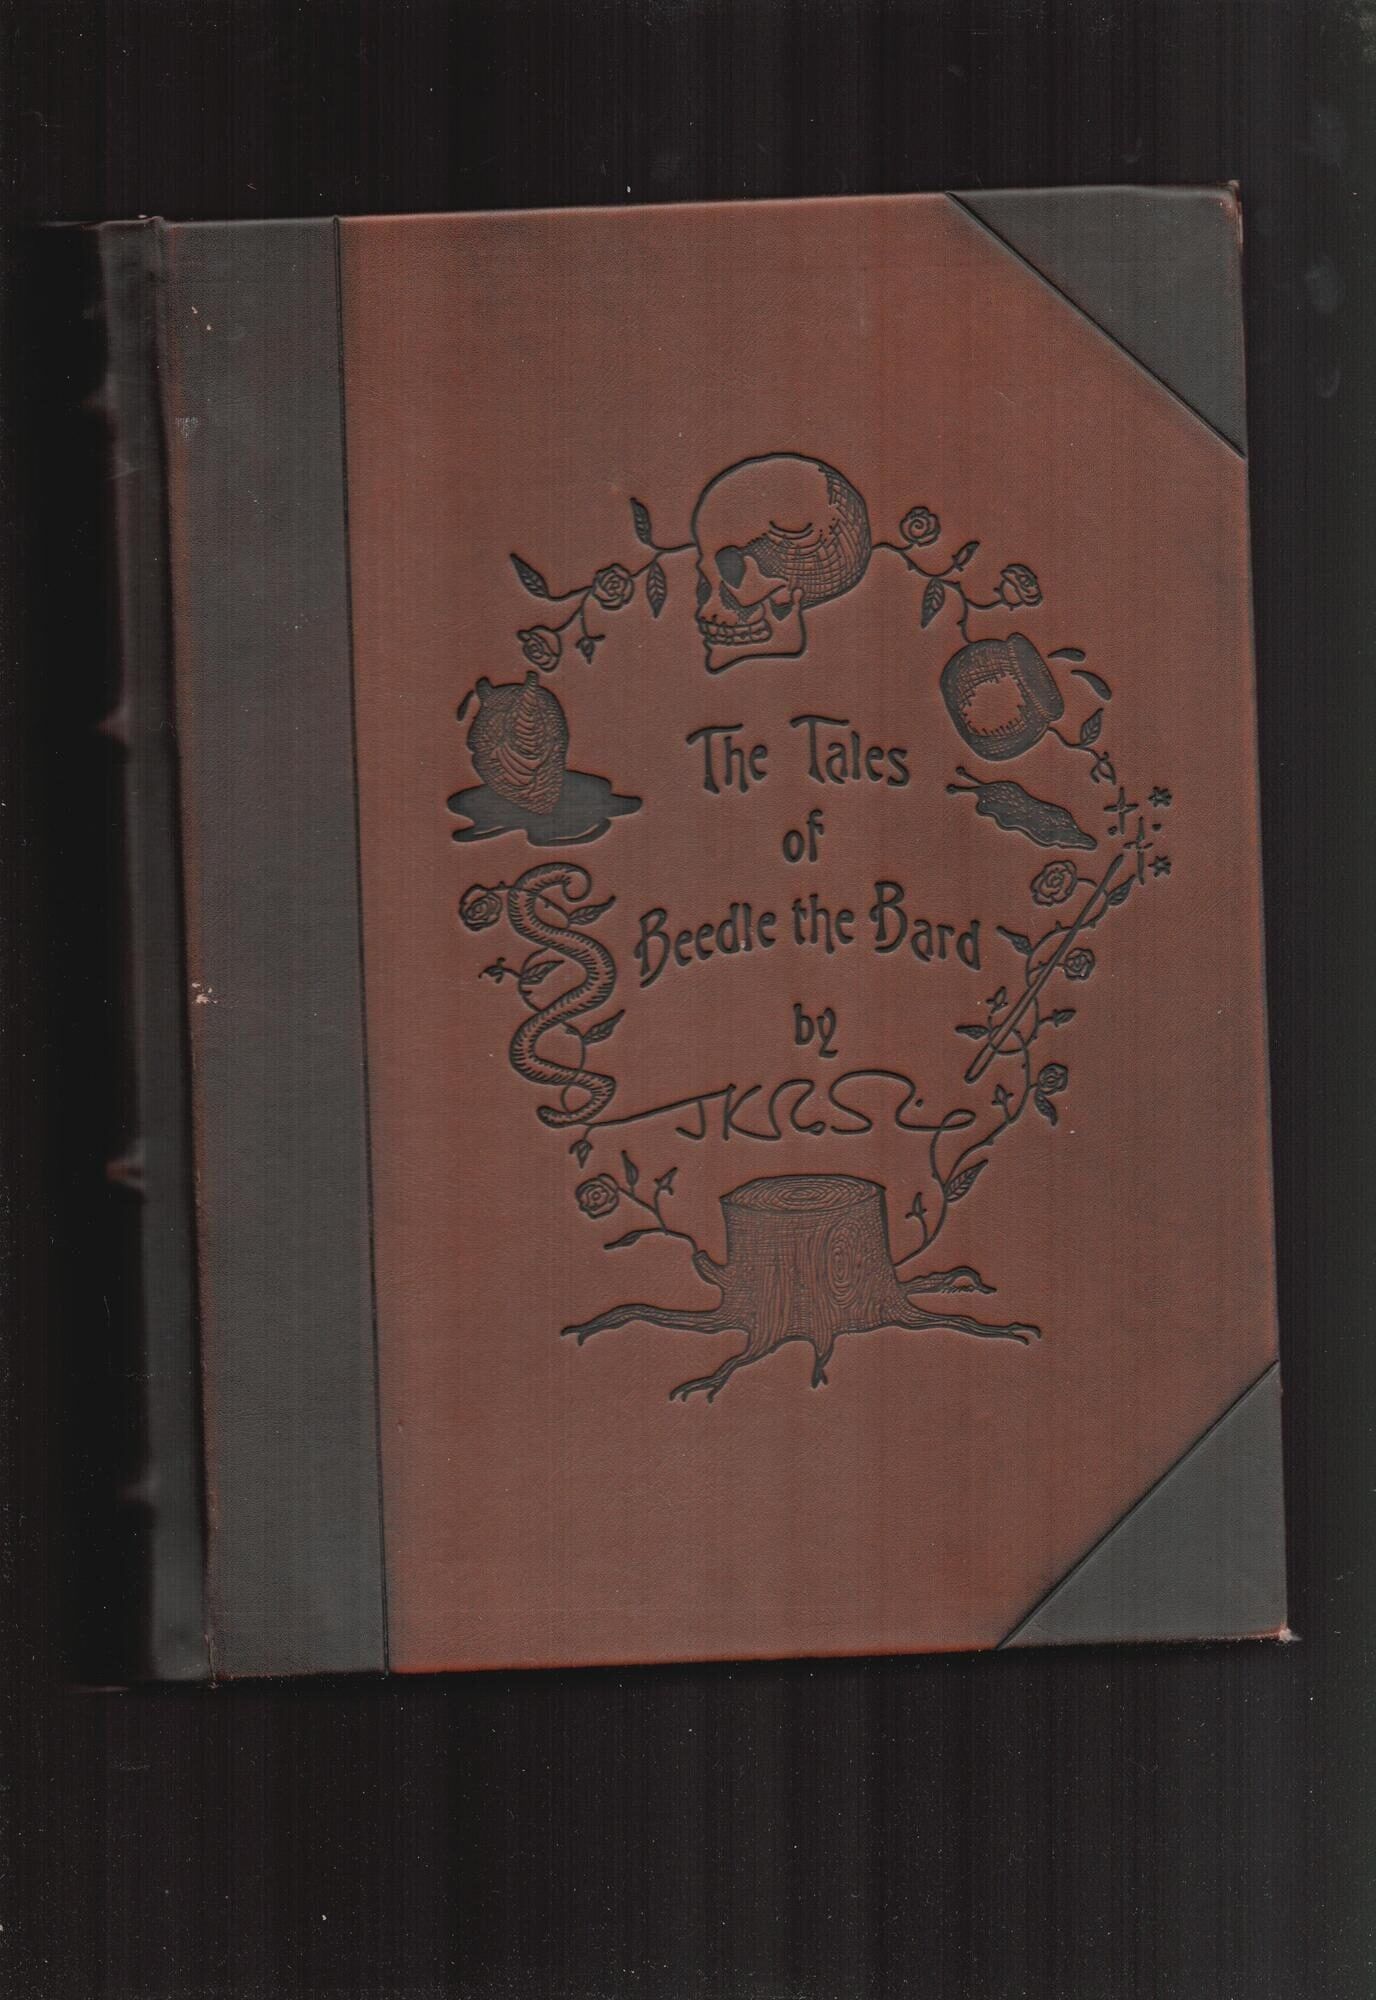 The Tales
of
Beedle the Bard
by